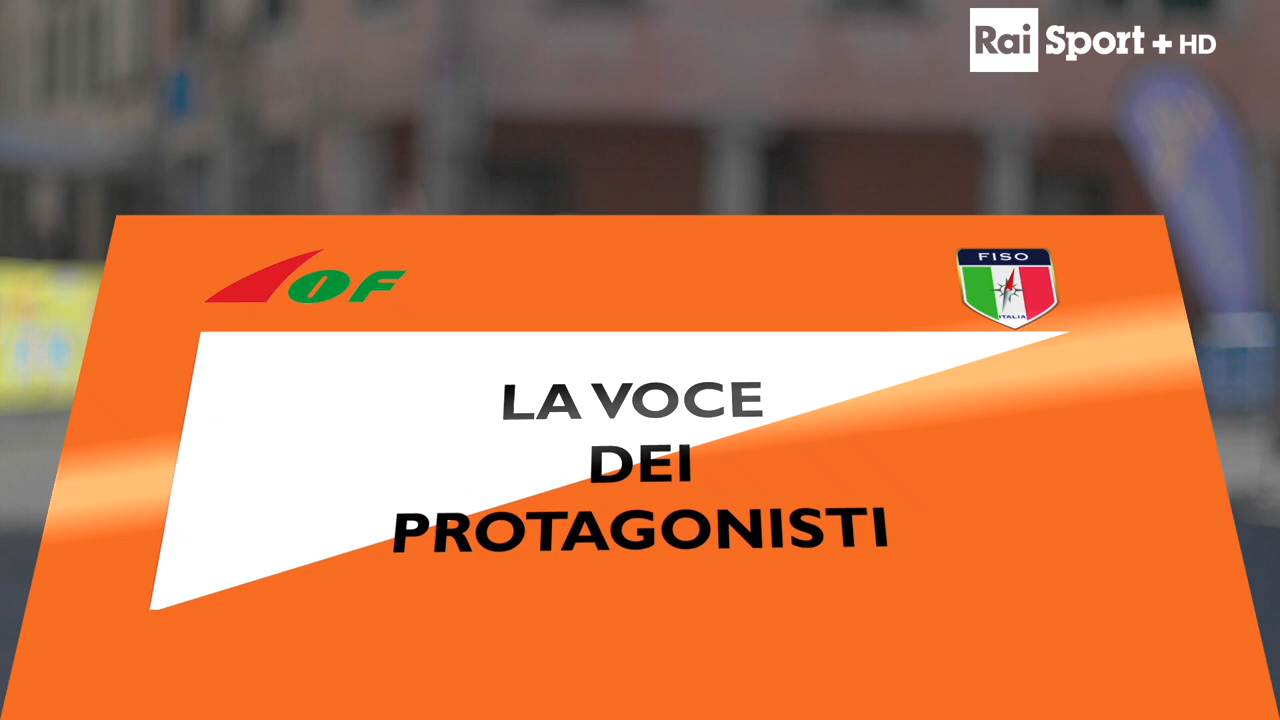 Rai Sport + HD
IOF
FISO
ITALIA
LA VOCE
DEI
PROTAGONISTI